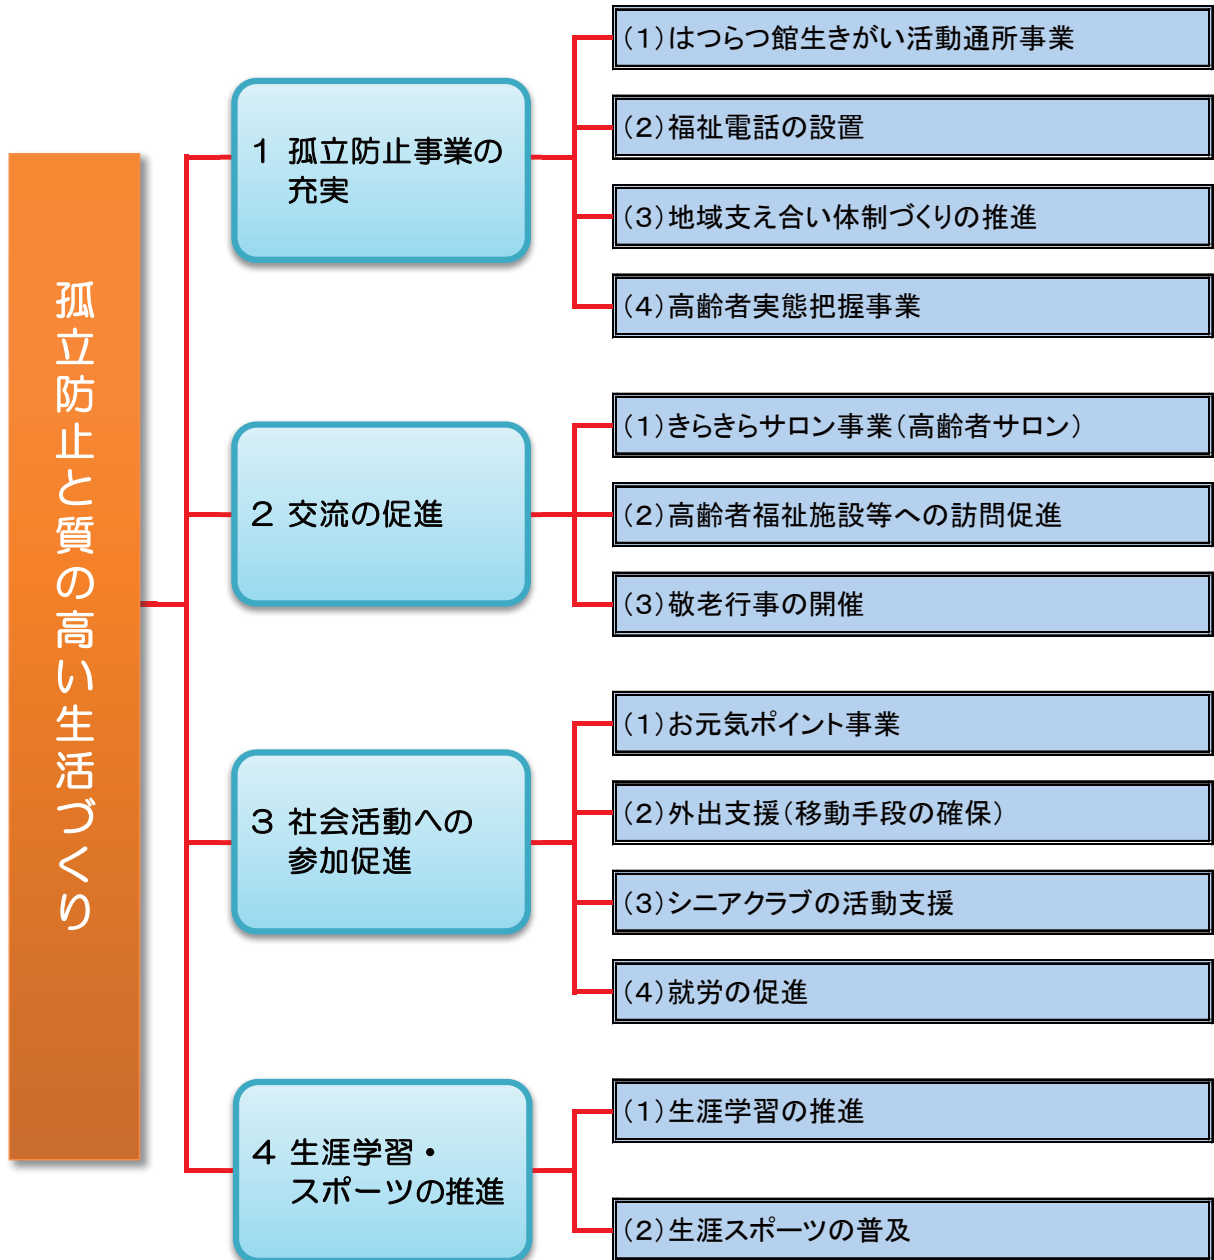 孤立防止と質の高い生活づくり
1 孤立防止事業の
充実
(1)はつらつ館生きがい活動通所事業
(2)福祉電話の設置
(3)地域支え合い体制づくりの推進
(4)高齢者実態把握事業
2 交流の促進
(1)きらきらサロン事業(高齢者サロン)
(2)高齢者福祉施設等への訪問促進
(3)敬老行事の開催
3 社会活動への
参加促進
(1)お元気ポイント事業
(2)外出支援(移動手段の確保)
(3)シニアクラブの活動支援
(4)就労の促進
4 生涯学習・
スポーツの推進
(1)生涯学習の推進
(2)生涯スポーツの普及